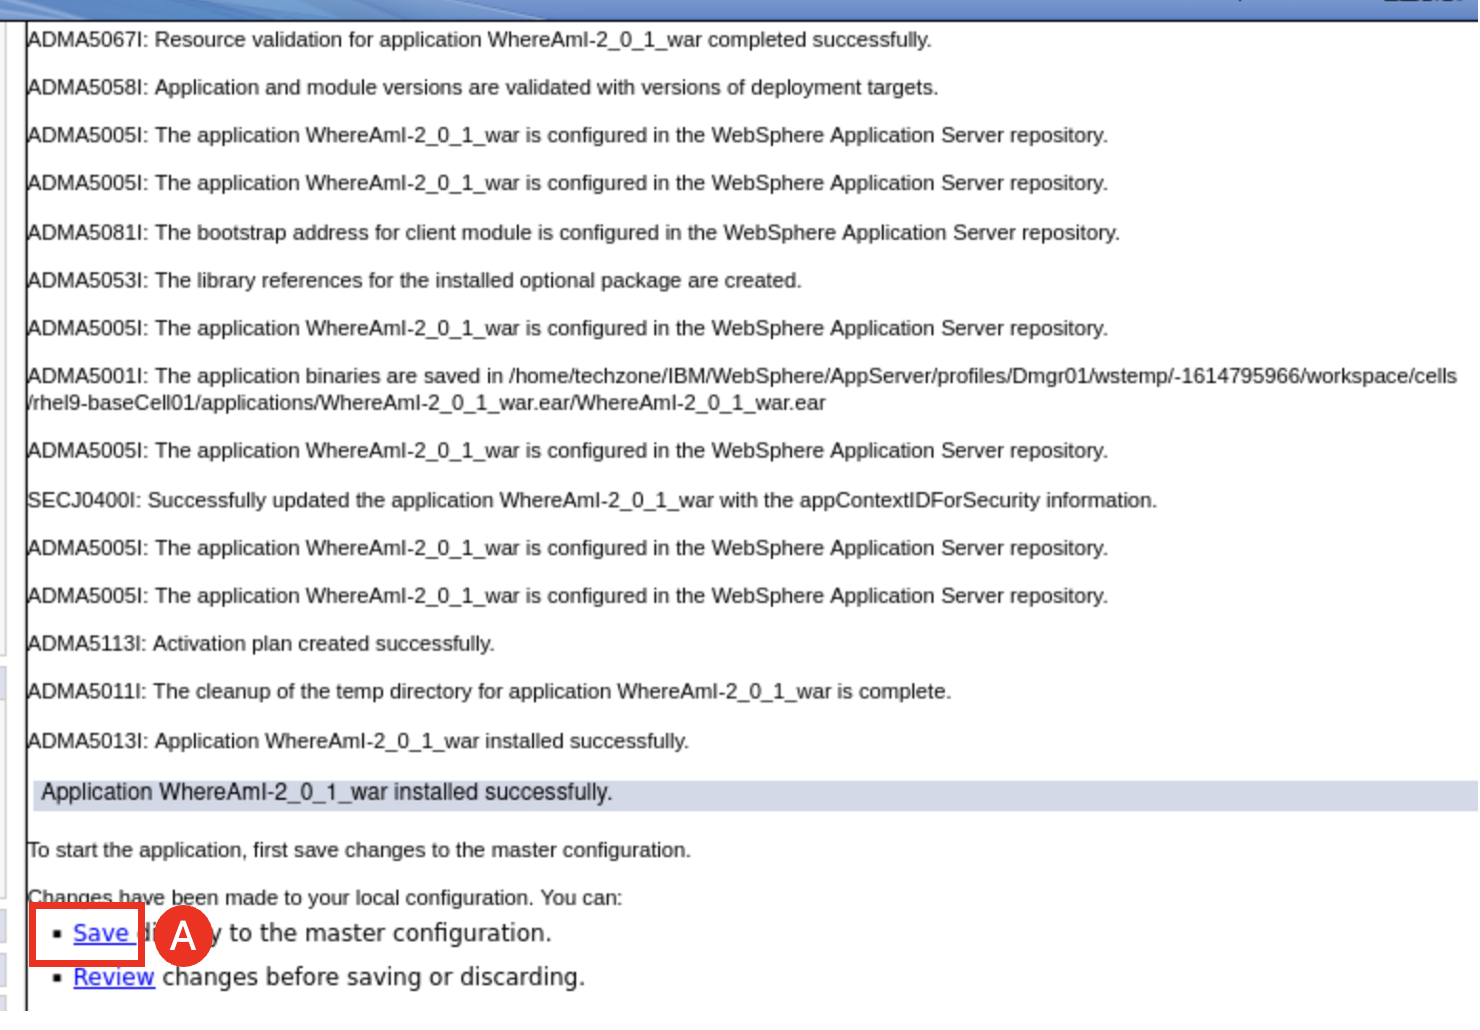 ADMA5067I: Resource validation for application WhereAmI-2_0_1_war completed successfully.
ADMA5058I: Application and module versions are validated with versions of deployment targets.
ADMA5005I: The application WhereAmI-2_0_1_war is configured in the WebSphere Application Server repository.
ADMA5005I: The application WhereAmI-2_0_1_war is configured in the WebSphere Application Server repository.
ADMA5081I: The bootstrap address for client module is configured in the WebSphere Application Server repository.
ADMA5053I: The library references for the installed optional package are created.
ADMA5005I: The application WhereAmI-2_0_1_war is configured in the WebSphere Application Server repository.
ADMA5001I: The application binaries are saved in /home/techzone/IBM/WebSphere/AppServer/profiles/Dmgr01/wstemp/-1614795966/workspace/cells
/rhel9-baseCell01/applications/WhereAmI-2_0_1_war.ear/WhereAmI-2_0_1_war.ear
ADMA5005I: The application WhereAmI-2_0_1_war is configured in the WebSphere Application Server repository.
SECJ0400I: Successfully updated the application WhereAmI-2_0_1_war with the appContextIDForSecurity information.
ADMA5005I: The application WhereAmI-2_0_1_war is configured in the WebSphere Application Server repository.
ADMA5005I: The application WhereAmI-2_0_1_war is configured in the WebSphere Application Server repository.
ADMA5113I: Activation plan created successfully.
ADMA5011I: The cleanup of the temp directory for application WhereAmI-2_0_1_war is complete.
ADMA5013I: Application WhereAmI-2_0_1_war installed successfully.
Application WhereAmI-2_0_1_war installed successfully.
To start the application, first save changes to the master configuration.
Changes have been made to your local configuration. You can:
▪ Save A to the master configuration.
▪ Review changes before saving or discarding.